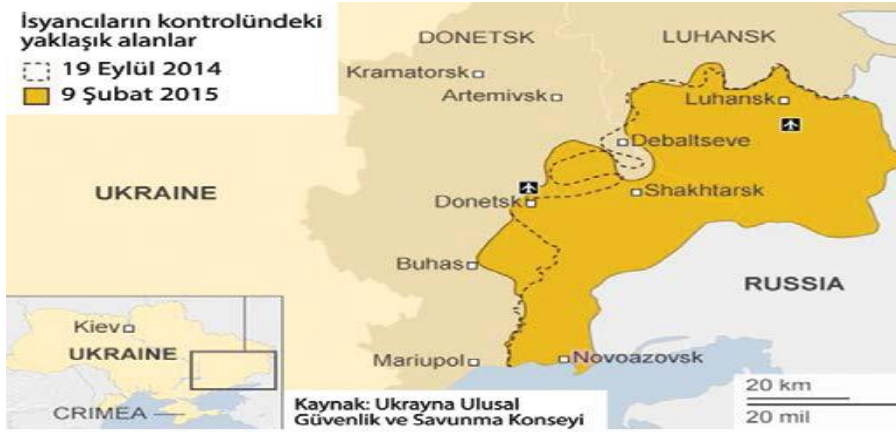 İsyancıların kontrolündeki
yaklaşık alanlar
19 Eylül 2014
9 Şubat 2015
DONETSK
LUHANSK
Kramatorsk
Artemivsk
Luhansk
Debaltseve
UKRAINE
Donetsk
Shakhtarsk
Buhas
RUSSIA
Kiev
UKRAINE
CRIMEA
Mariupol
Novoazovsk
Kaynak: Ukrayna Ulusal
Güvenlik ve Savunma Konseyi
20 km
20 mil